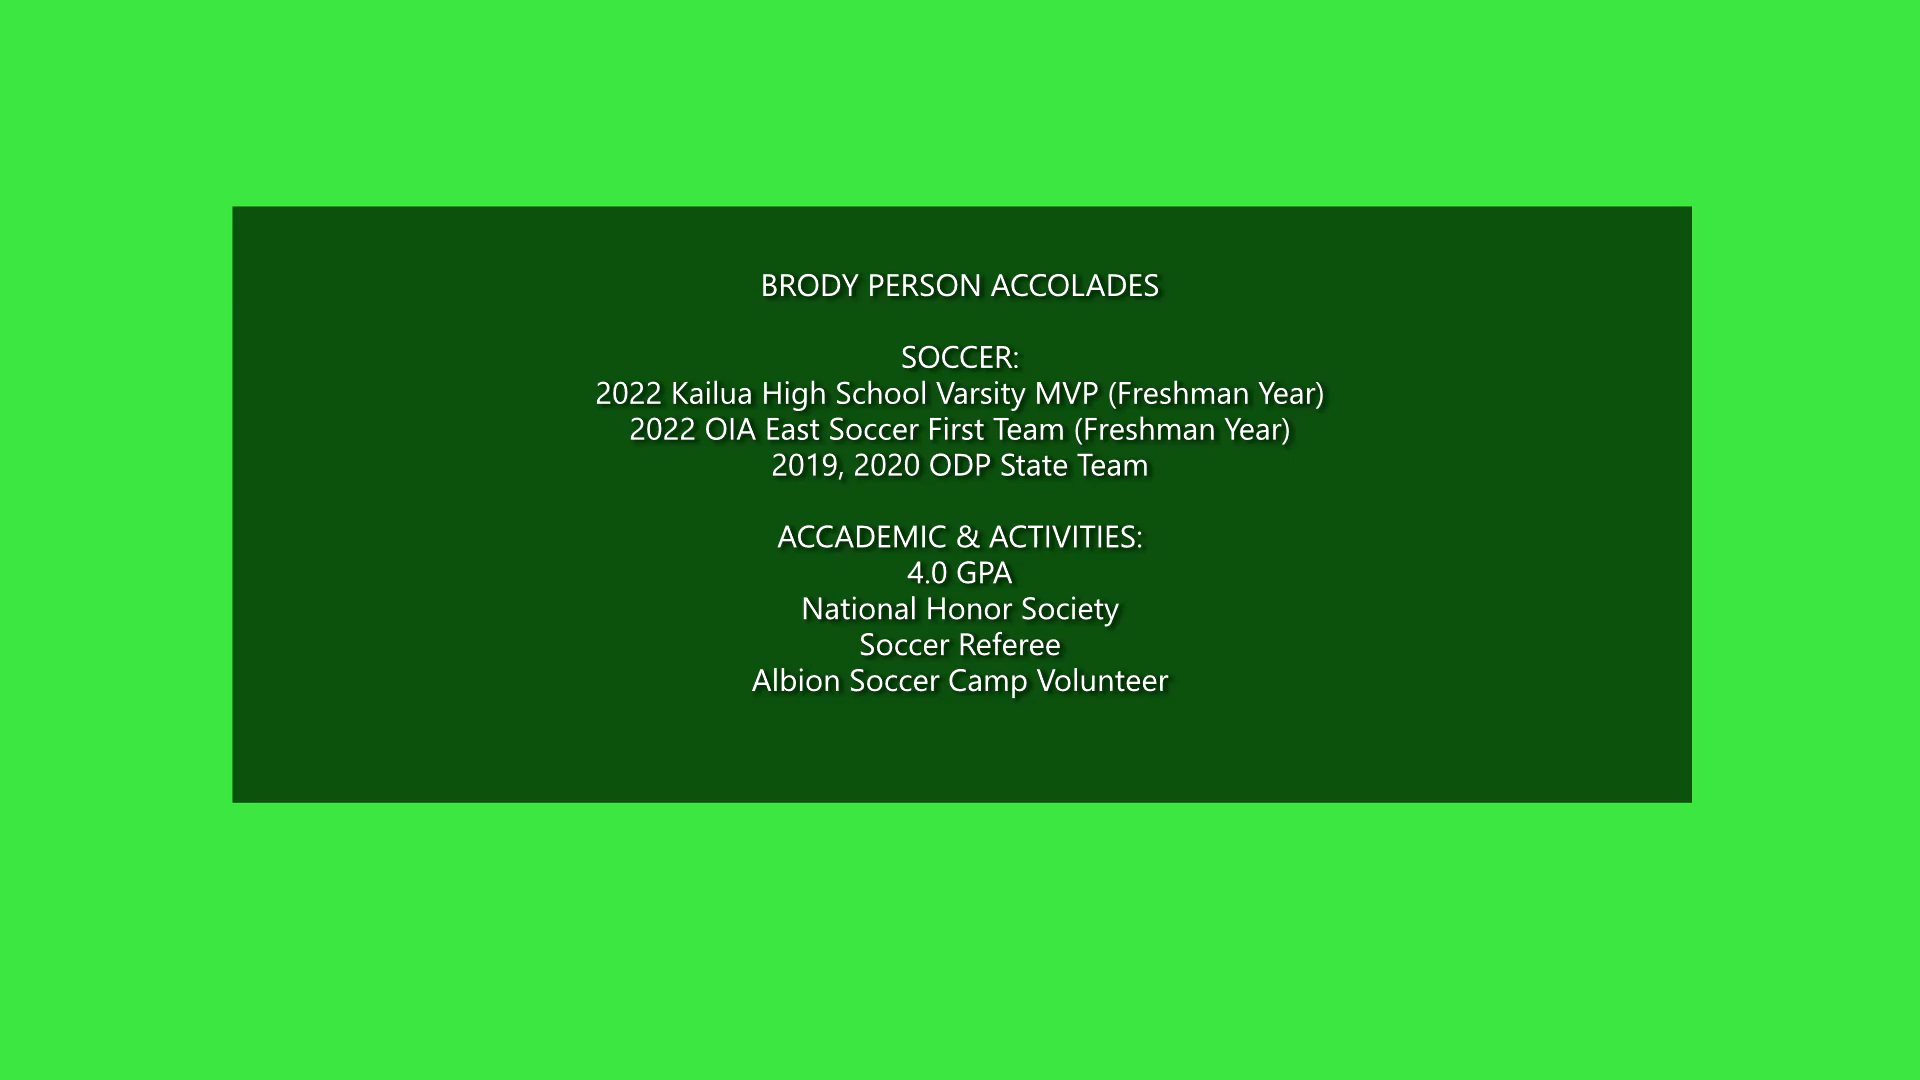 BRODY PERSON ACCOLADES
SOCCER:
2022 Kailua High School Varsity MVP (Freshman Year)
2022 OIA East Soccer First Team (Freshman Year)
2019, 2020 ODP State Team
ACCADEMIC & ACTIVITIES:
4.0 GPA
National Honor Society
Soccer Referee
Albion Soccer Camp Volunteer